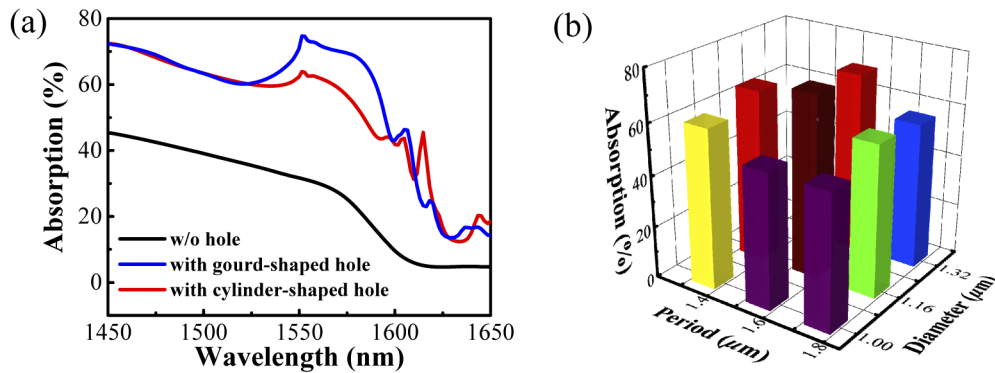 (a)
Absorption (%)
80
60
40
20
0
w/o hole
with gourd-shaped hole
with cylinder-shaped hole
1450
1500
1550
1600
1650
Wavelength (nm)
(b)
Absorption (%)
80
60
40
20
0
1.4
1.6
1.8
Period (μm)
1.00
1.16
1.32
Diameter (μm)